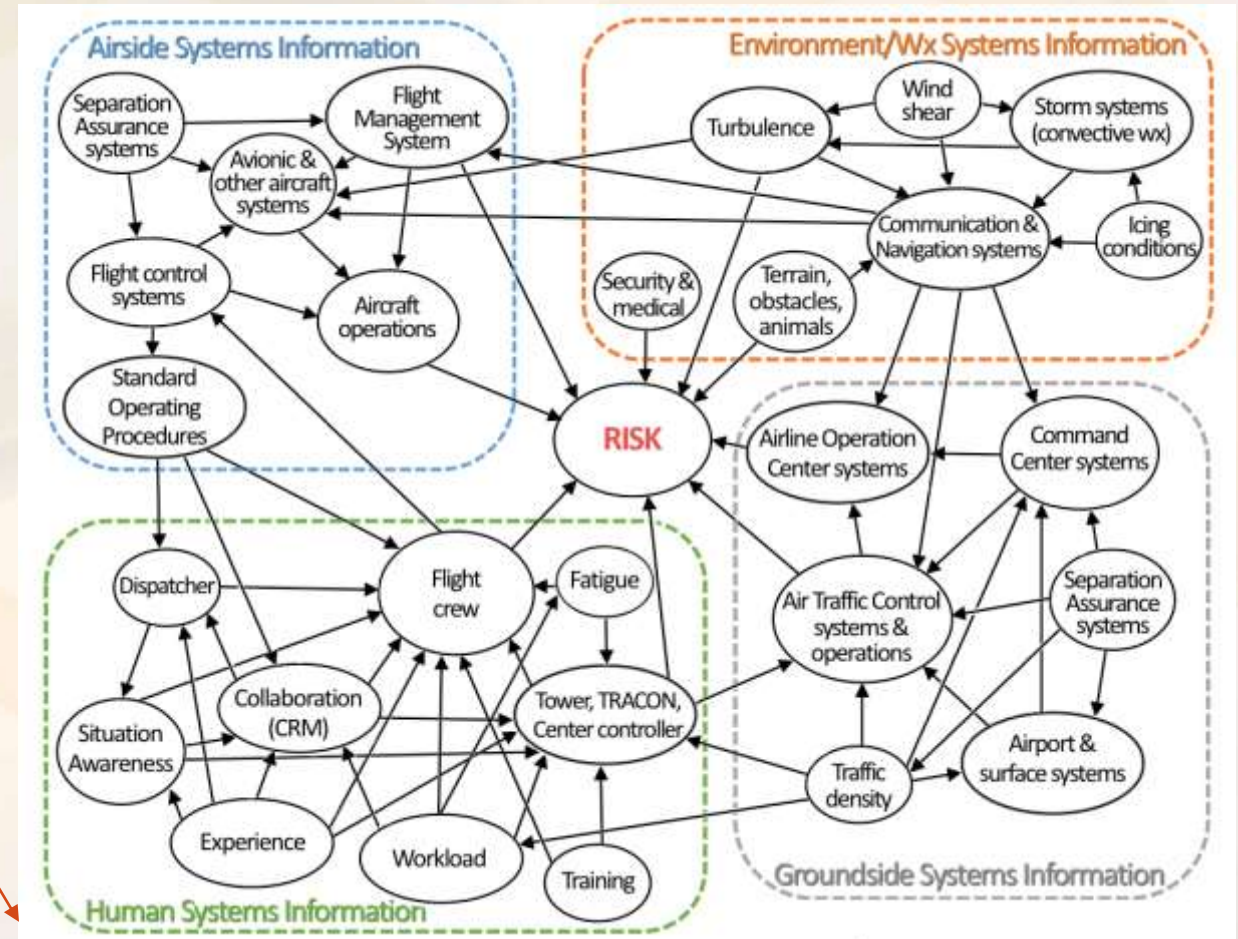 Airside Systems Information
Separation
Assurance
systems
Flight
Management
System
Avionic &
other aircraft
systems
Flight control
systems
Aircraft
operations
Standard
Operating
Procedures
Environment/Wx Systems Information
Wind
shear
Storm systems
(convective wx)
Turbulence
Communication &
Navigation systems
Icing
conditions
Security &
medical
Terrain,
obstacles,
animals
RISK
Airline Operation
Center systems
Command
Center systems
Air Traffic Control
systems &
operations
Separation
Assurance
systems
Traffic
density
Airport &
surface systems
Groundside Systems Information
Dispatcher
Flight
crew
Fatigue
Collaboration
(CRM)
Tower, TRACON,
Center controller
Situation
Awareness
Experience
Workload
Training
Human Systems Information